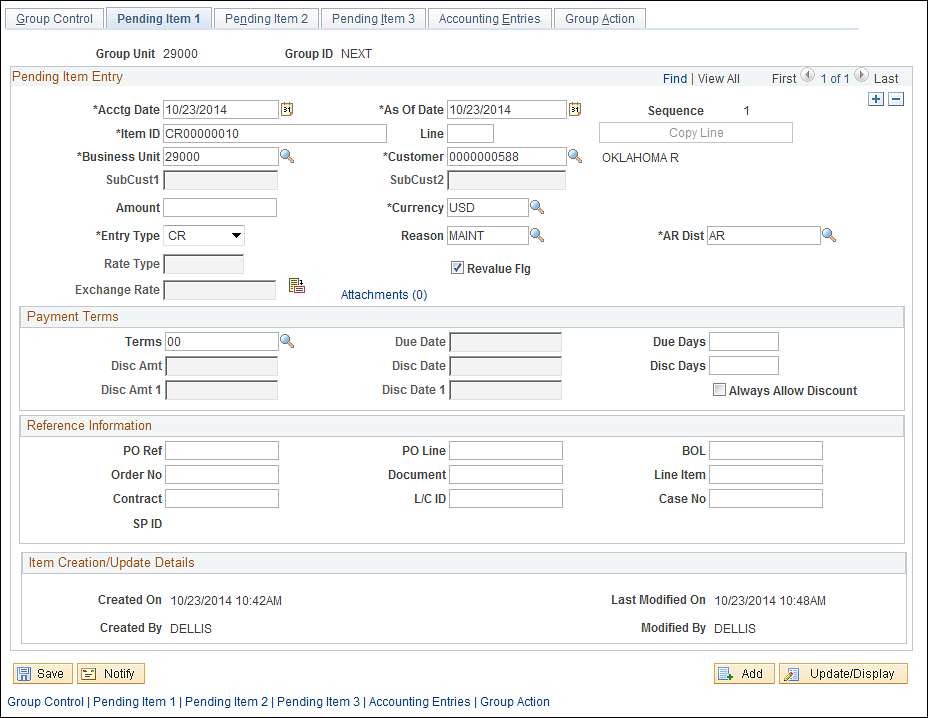 Group Control Pending Item 1 Pending Item 2 Pending Item 3 Accounting Entries Group Action
Group Unit 29000 Group ID NEXT
Pending Item Entry Find | View All First 1 of 1 Last
*Acctg Date 10/23/2014 31 *As Of Date 10/23/2014 31 Sequence 1
*Item ID CR00000010 Line Copy Line
*Business Unit 29000 *Customer 0000000588 OKLAHOMA R
SubCust1 SubCust2
Amount *Currency USD
*Entry Type CR Reason MAINT *AR Dist AR
Rate Type Revalue Flg
Exchange Rate Attachments (0)
Payment Terms
Terms 00 Due Date Due Days
Disc Amt Disc Date Disc Days
Disc Amt 1 Disc Date 1 Always Allow Discount
Reference Information
PO Ref PO Line BOL
Order No Document Line Item
Contract L/C ID Case No
SP ID
Item Creation/Update Details
Created On 10/23/2014 10:42AM Last Modified On 10/23/2014 10:48AM
Created By DELLIS Modified By DELLIS
Save Notify Add Update/Display
Group Control | Pending Item 1 | Pending Item 2 | Pending Item 3 | Accounting Entries | Group Action